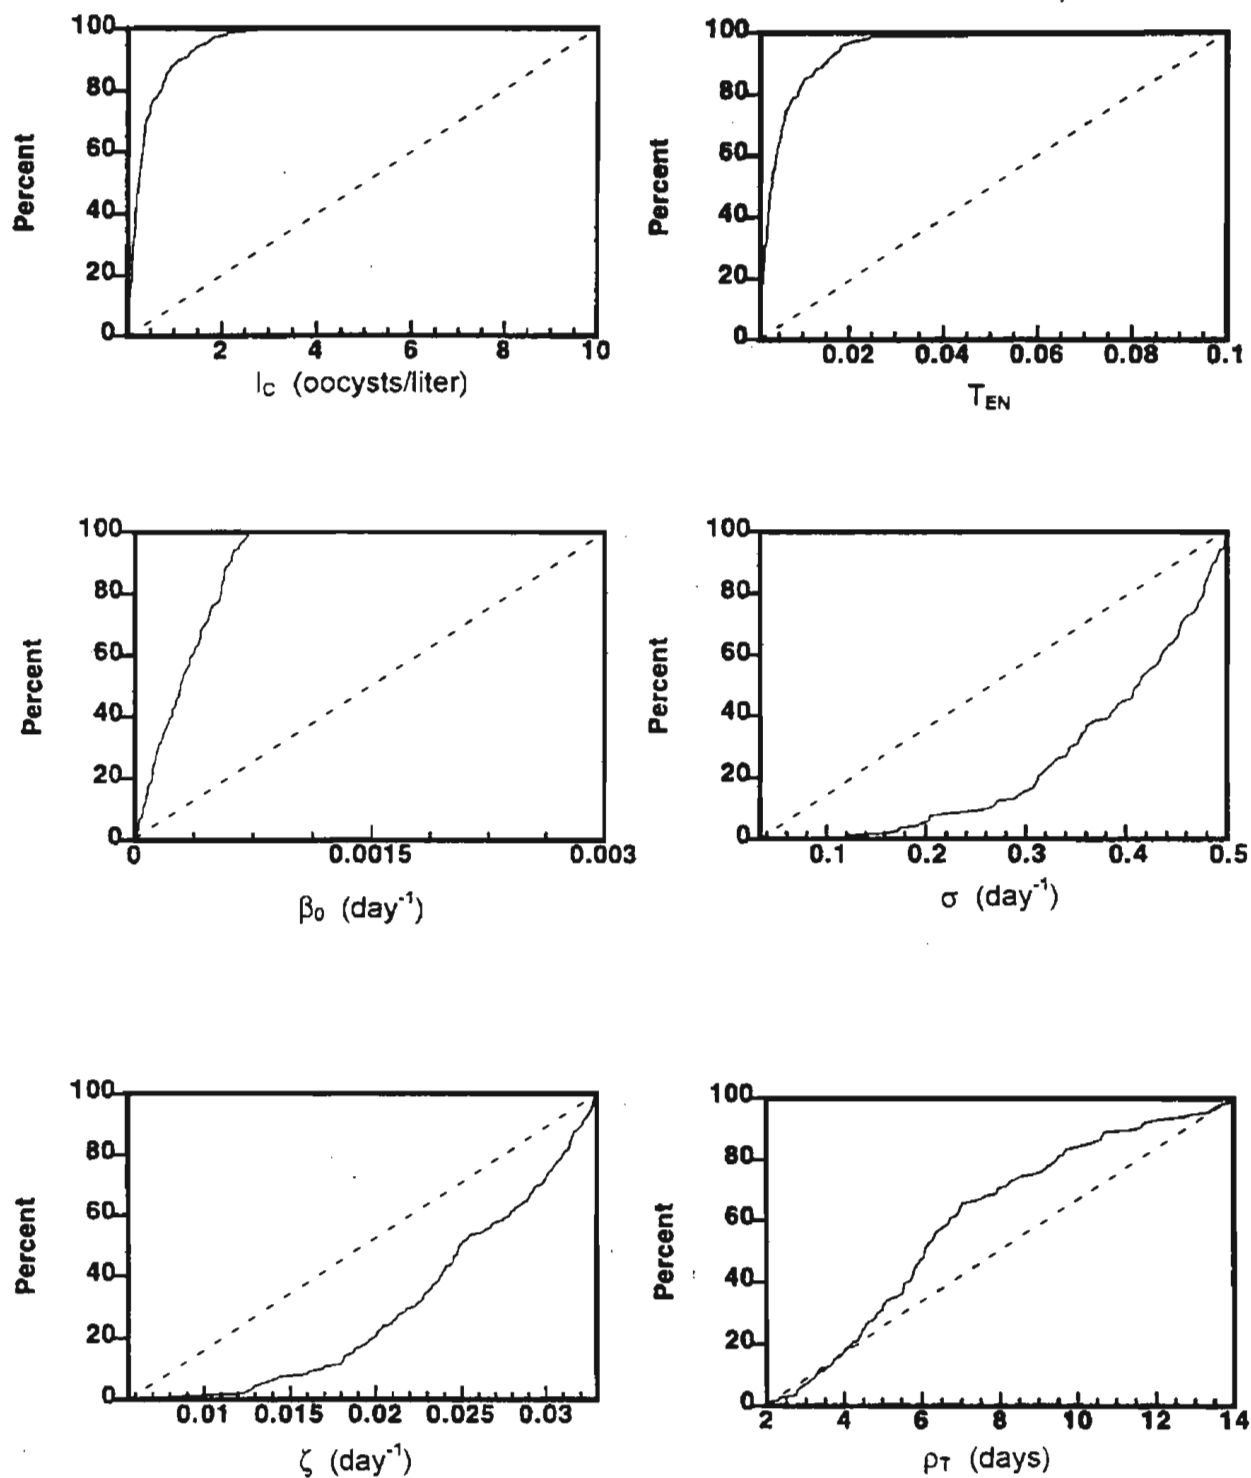 100
80
60
40
20
0
Percent
2 4 6 8 10
I_C (oocysts/liter)
100
80
60
40
20
0
Percent
0.02 0.04 0.06 0.08 0.1
T_EN
100
80
60
40
20
0
Percent
0 0.0015 0.003
β₀ (day⁻¹)
100
80
60
40
20
0
Percent
0.1 0.2 0.3 0.4 0.5
σ (day⁻¹)
100
80
60
40
20
0
Percent
0.01 0.015 0.02 0.025 0.03
ζ (day⁻¹)
100
80
60
40
20
0
Percent
2 4 6 8 10 12 14
ρ_T (days)